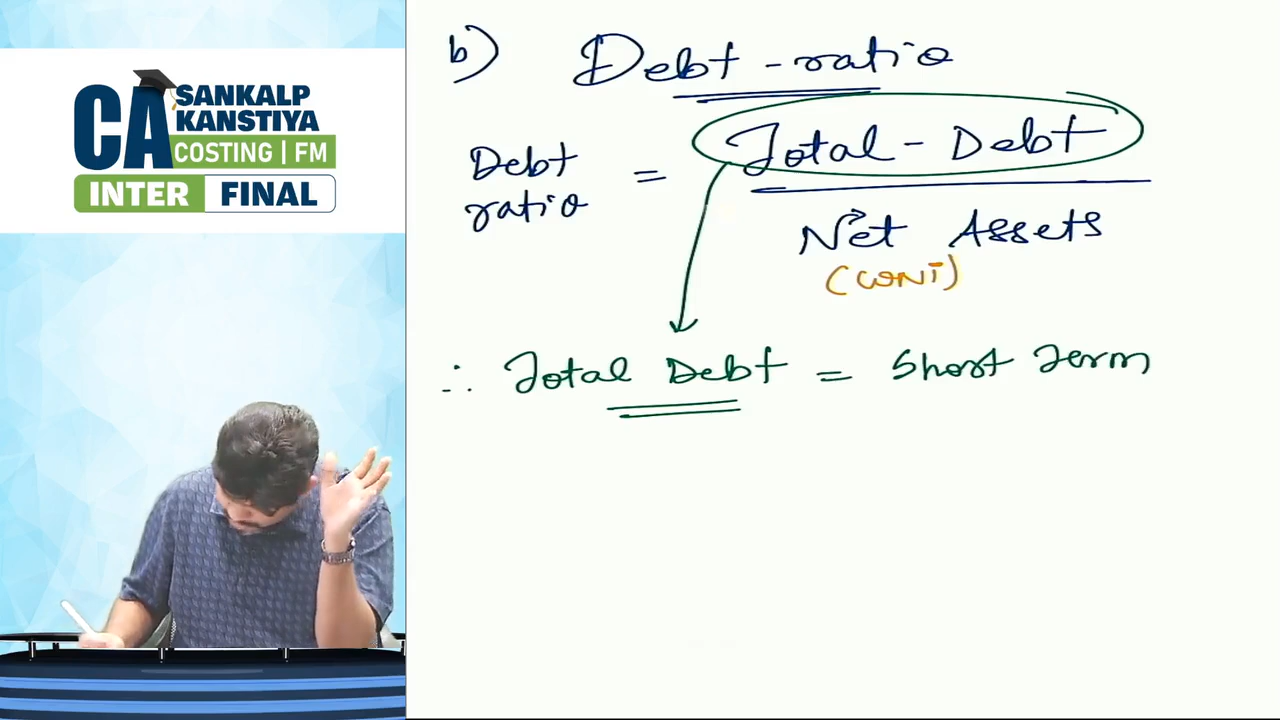 CA SANKALP KANSTIYA
COSTING | FM
INTER FINAL
b) Debt-ratio
Debt ratio = Total-Debt
Net Assets
∴ Total Debt = Short Term